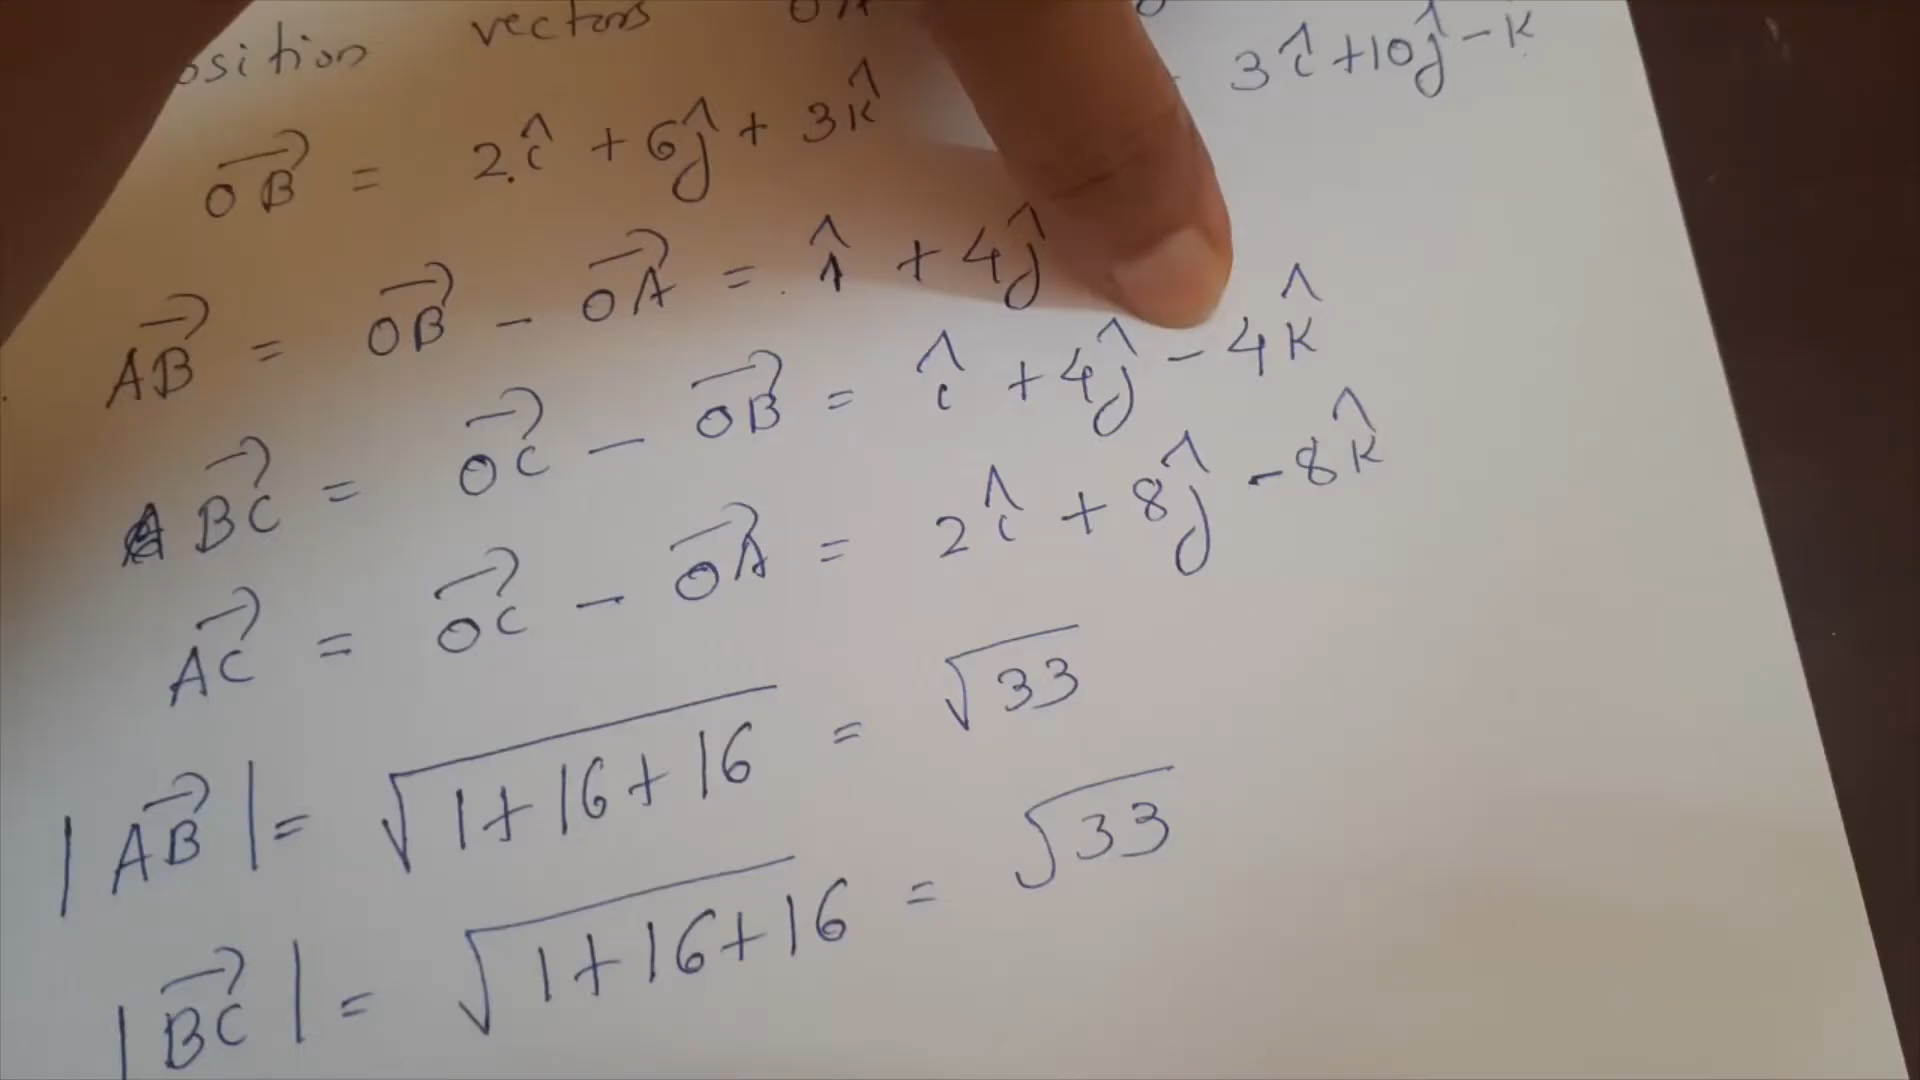 osition vectors OA
3î + 10ĵ - k
OB⃗ = 2î + 6ĵ + 3k̂
AB⃗ = OB⃗ - OA⃗ = î + 4ĵ
BC⃗ = OC⃗ - OB⃗ = î + 4ĵ - 4k̂
AC⃗ = OC⃗ - OA⃗ = 2î + 8ĵ - 8k̂
|AB⃗| = √(1+16+16) = √33
|BC⃗| = √(1+16+16) = √33